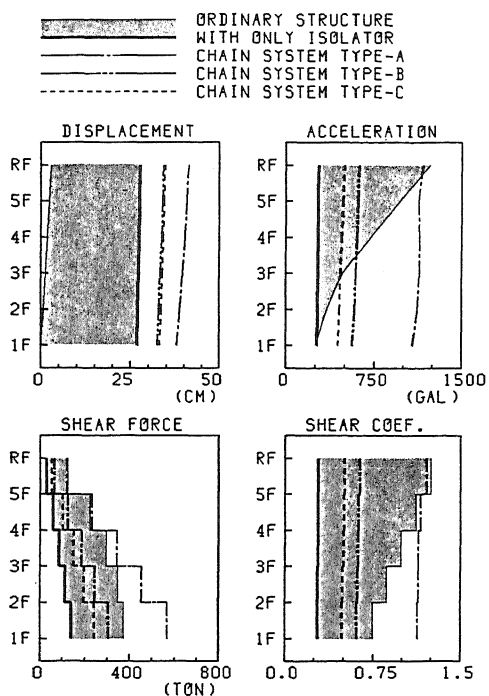 ORDINARY STRUCTURE
WITH ONLY ISOLATOR
CHAIN SYSTEM TYPE-A
CHAIN SYSTEM TYPE-B
CHAIN SYSTEM TYPE-C
DISPLACEMENT
RF
5F
4F
3F
2F
1F
0 25 50
(CM)
ACCELERATION
RF
5F
4F
3F
2F
1F
0 750 1500
(GAL)
SHEAR FORCE
RF
5F
4F
3F
2F
1F
0 400 800
(TON)
SHEAR COEF.
RF
5F
4F
3F
2F
1F
0.0 0.75 1.5